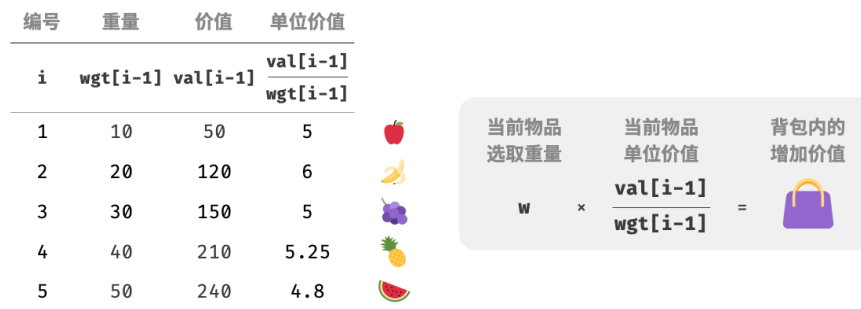 编号 重量 价值 单位价值
i wgt[i-1] val[i-1] val[i-1]
wgt[i-1]
1 10 50 5
2 20 120 6
3 30 150 5
4 40 210 5.25
5 50 240 4.8
当前物品 当前物品 背包内的
选取重量 单位价值 增加价值
w × val[i-1] =
wgt[i-1]